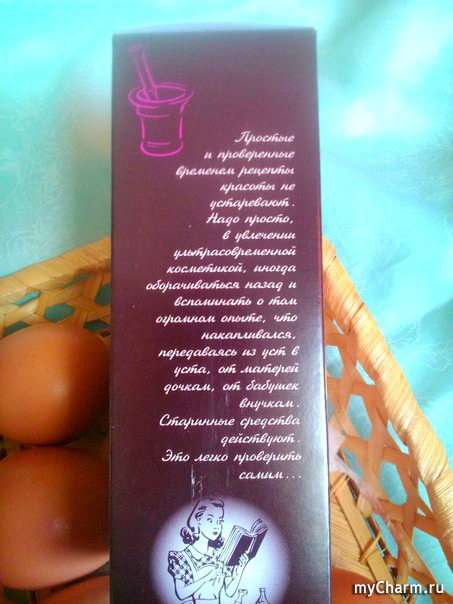 Простые
и проверенные
временем рецепты
красоты не
устаревают.
Надо просто,
в увлечении
ультрасовременной
косметикой, иногда
оборачиваться назад и
вспоминать о том
огромном опыте, что
накапливался,
передаваясь из уст в
уста, от матерей
дочкам, от бабушек
внучкам.
Старинные средства
действуют.
Это легко проверить
самим...
myCharm.ru